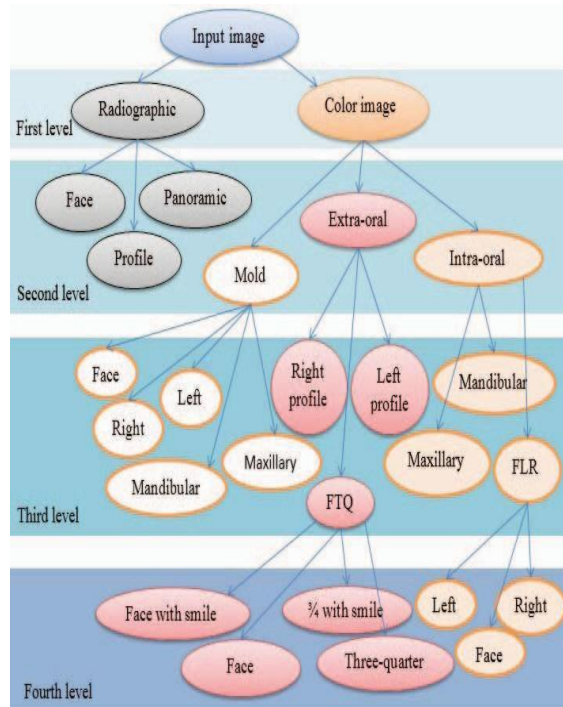 Input image
Radiographic
Color image
First level
Face
Panoramic
Profile
Extra-oral
Mold
Intra-oral
Second level
Face
Right
Left
Mandibular
Maxillary
Right
profile
Left
profile
Mandibular
Maxillary
FLR
FTQ
Third level
Face with smile
¾ with smile
Left
Right
Face
Three-quarter
Face
Fourth level